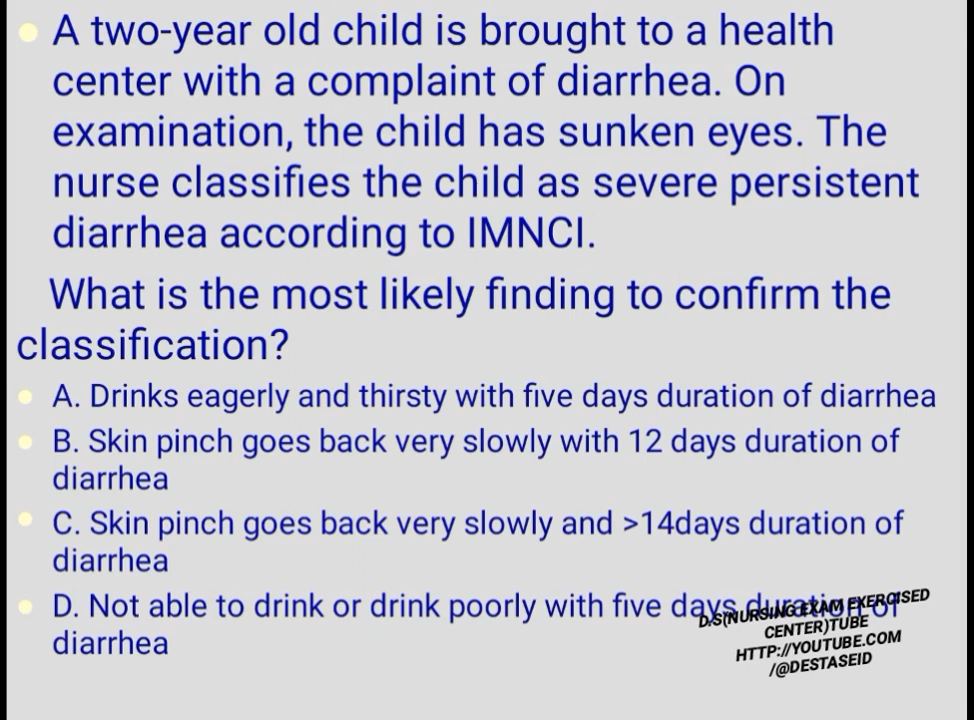 A two-year old child is brought to a health
center with a complaint of diarrhea. On
examination, the child has sunken eyes. The
nurse classifies the child as severe persistent
diarrhea according to IMNCI.
What is the most likely finding to confirm the
classification?
A. Drinks eagerly and thirsty with five days duration of diarrhea
B. Skin pinch goes back very slowly with 12 days duration of
diarrhea
C. Skin pinch goes back very slowly and >14days duration of
diarrhea
D. Not able to drink or drink poorly with five days duration of
diarrhea
D.S(NURSING EXAM EXERCISED
CENTER)TUBE
HTTP://YOUTUBE.COM
/@DESTASEID